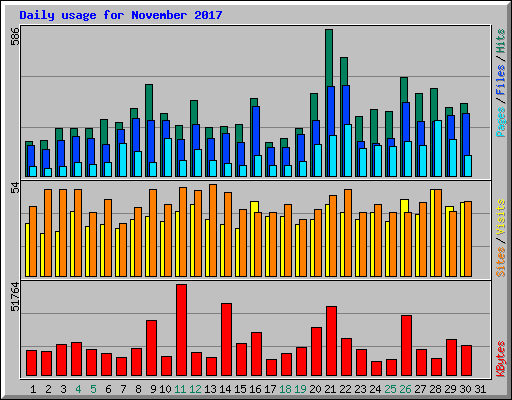 Daily usage for November 2017
586
Pages / Files / Hits
54
Sites / Visits
51764
KBytes
1 2 3 4 5 6 7 8 9 10 11 12 13 14 15 16 17 18 19 20 21 22 23 24 25 26 27 28 29 30 31